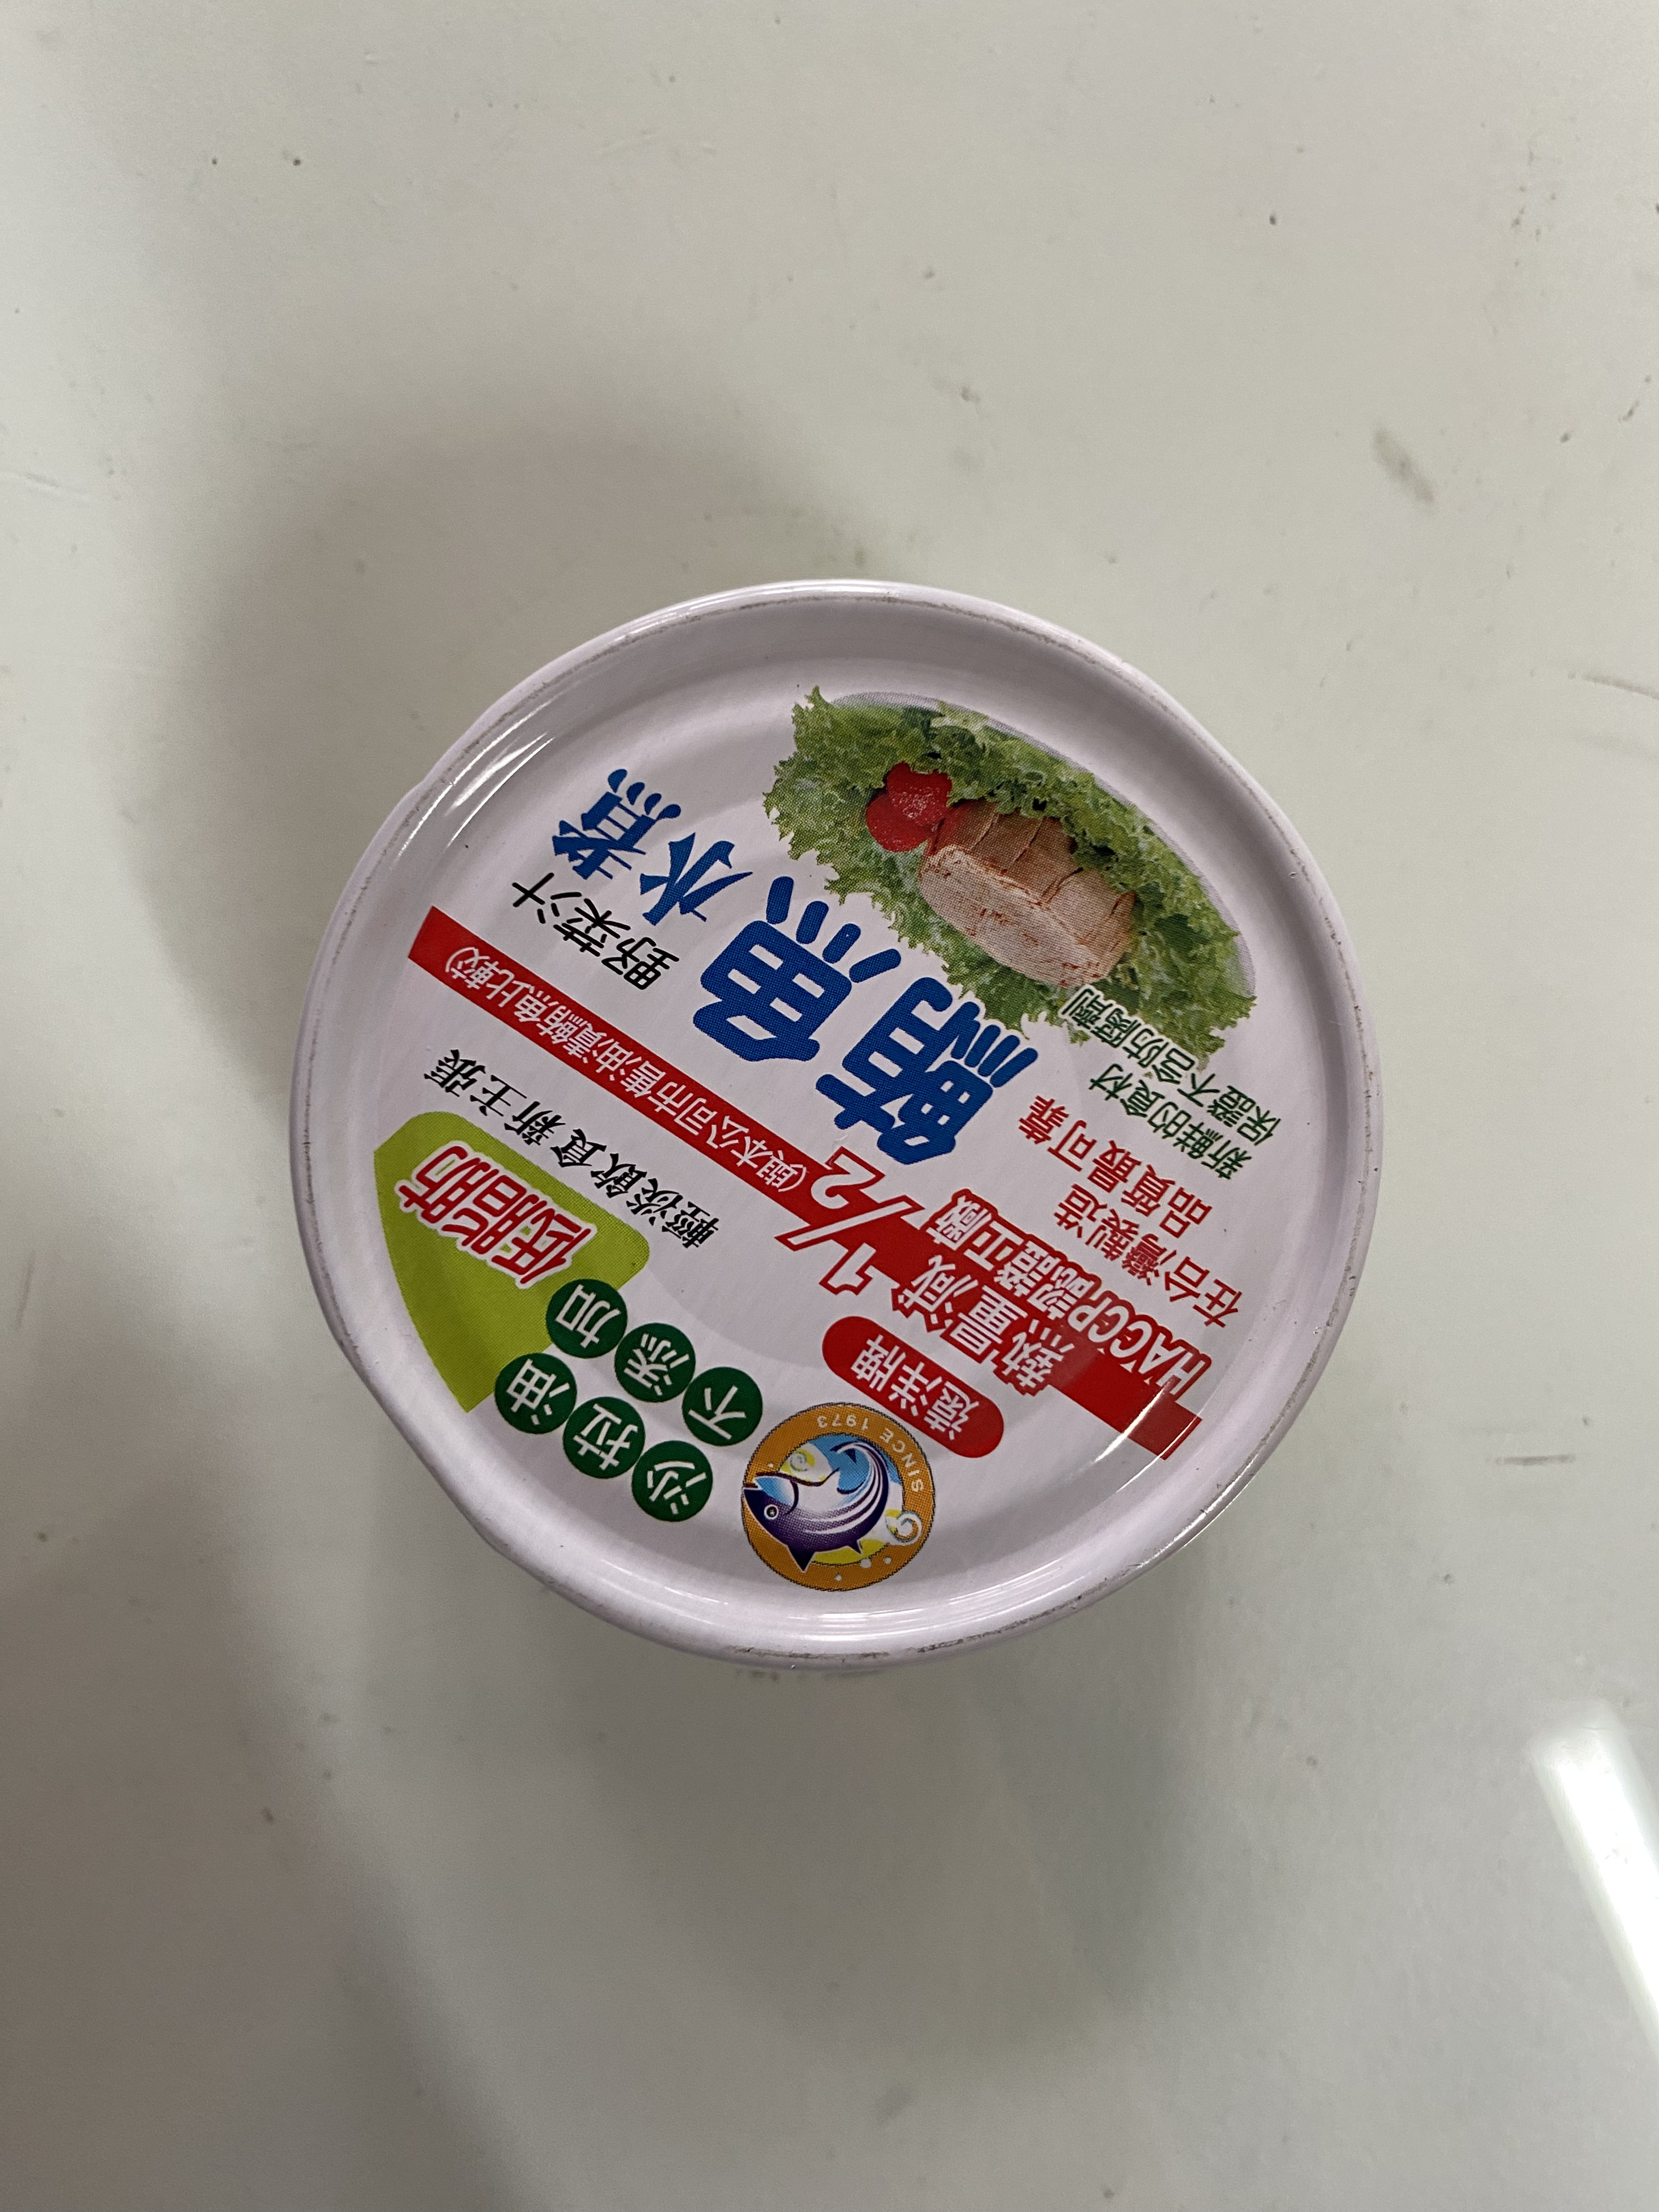 SINCE 1973
遠洋牌
不添加
沙拉油
低脂肪
輕淡飲食新主張
熱量減1/2(與本公司市售油漬鮪魚比較)
HACCP認證工廠
鮪魚水煮
野菜汁
在台灣製造
品質最可靠
新鮮的食材
保證不含防腐劑